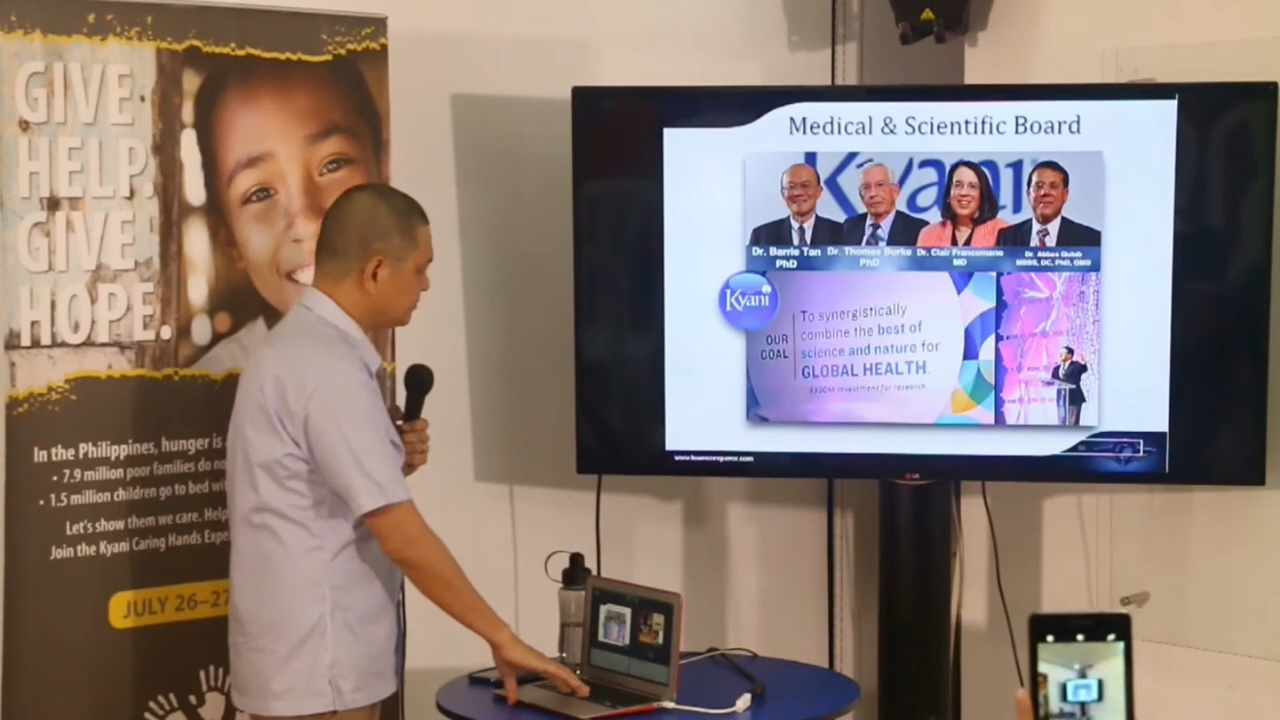 GIVE
HELP.
GIVE
HOPE.
In the Philippines, hunger is
• 7.9 million poor families do no
• 1.5 million children go to bed wit
Let's show them we care. Help
Join the Kyani Caring Hands Expe
JULY 26–27
Medical & Scientific Board
Kyani
Dr. Barrie Tan
PhD
Dr. Thomas Burke
PhD
Dr. Clair Francomano
MD
Dr. Abbas Qutab
MBBS, DC, PhD, OMD
Kyani
OUR
GOAL
To synergistically
combine the best of
science and nature for
GLOBAL HEALTH.
$300M investment for research
LG